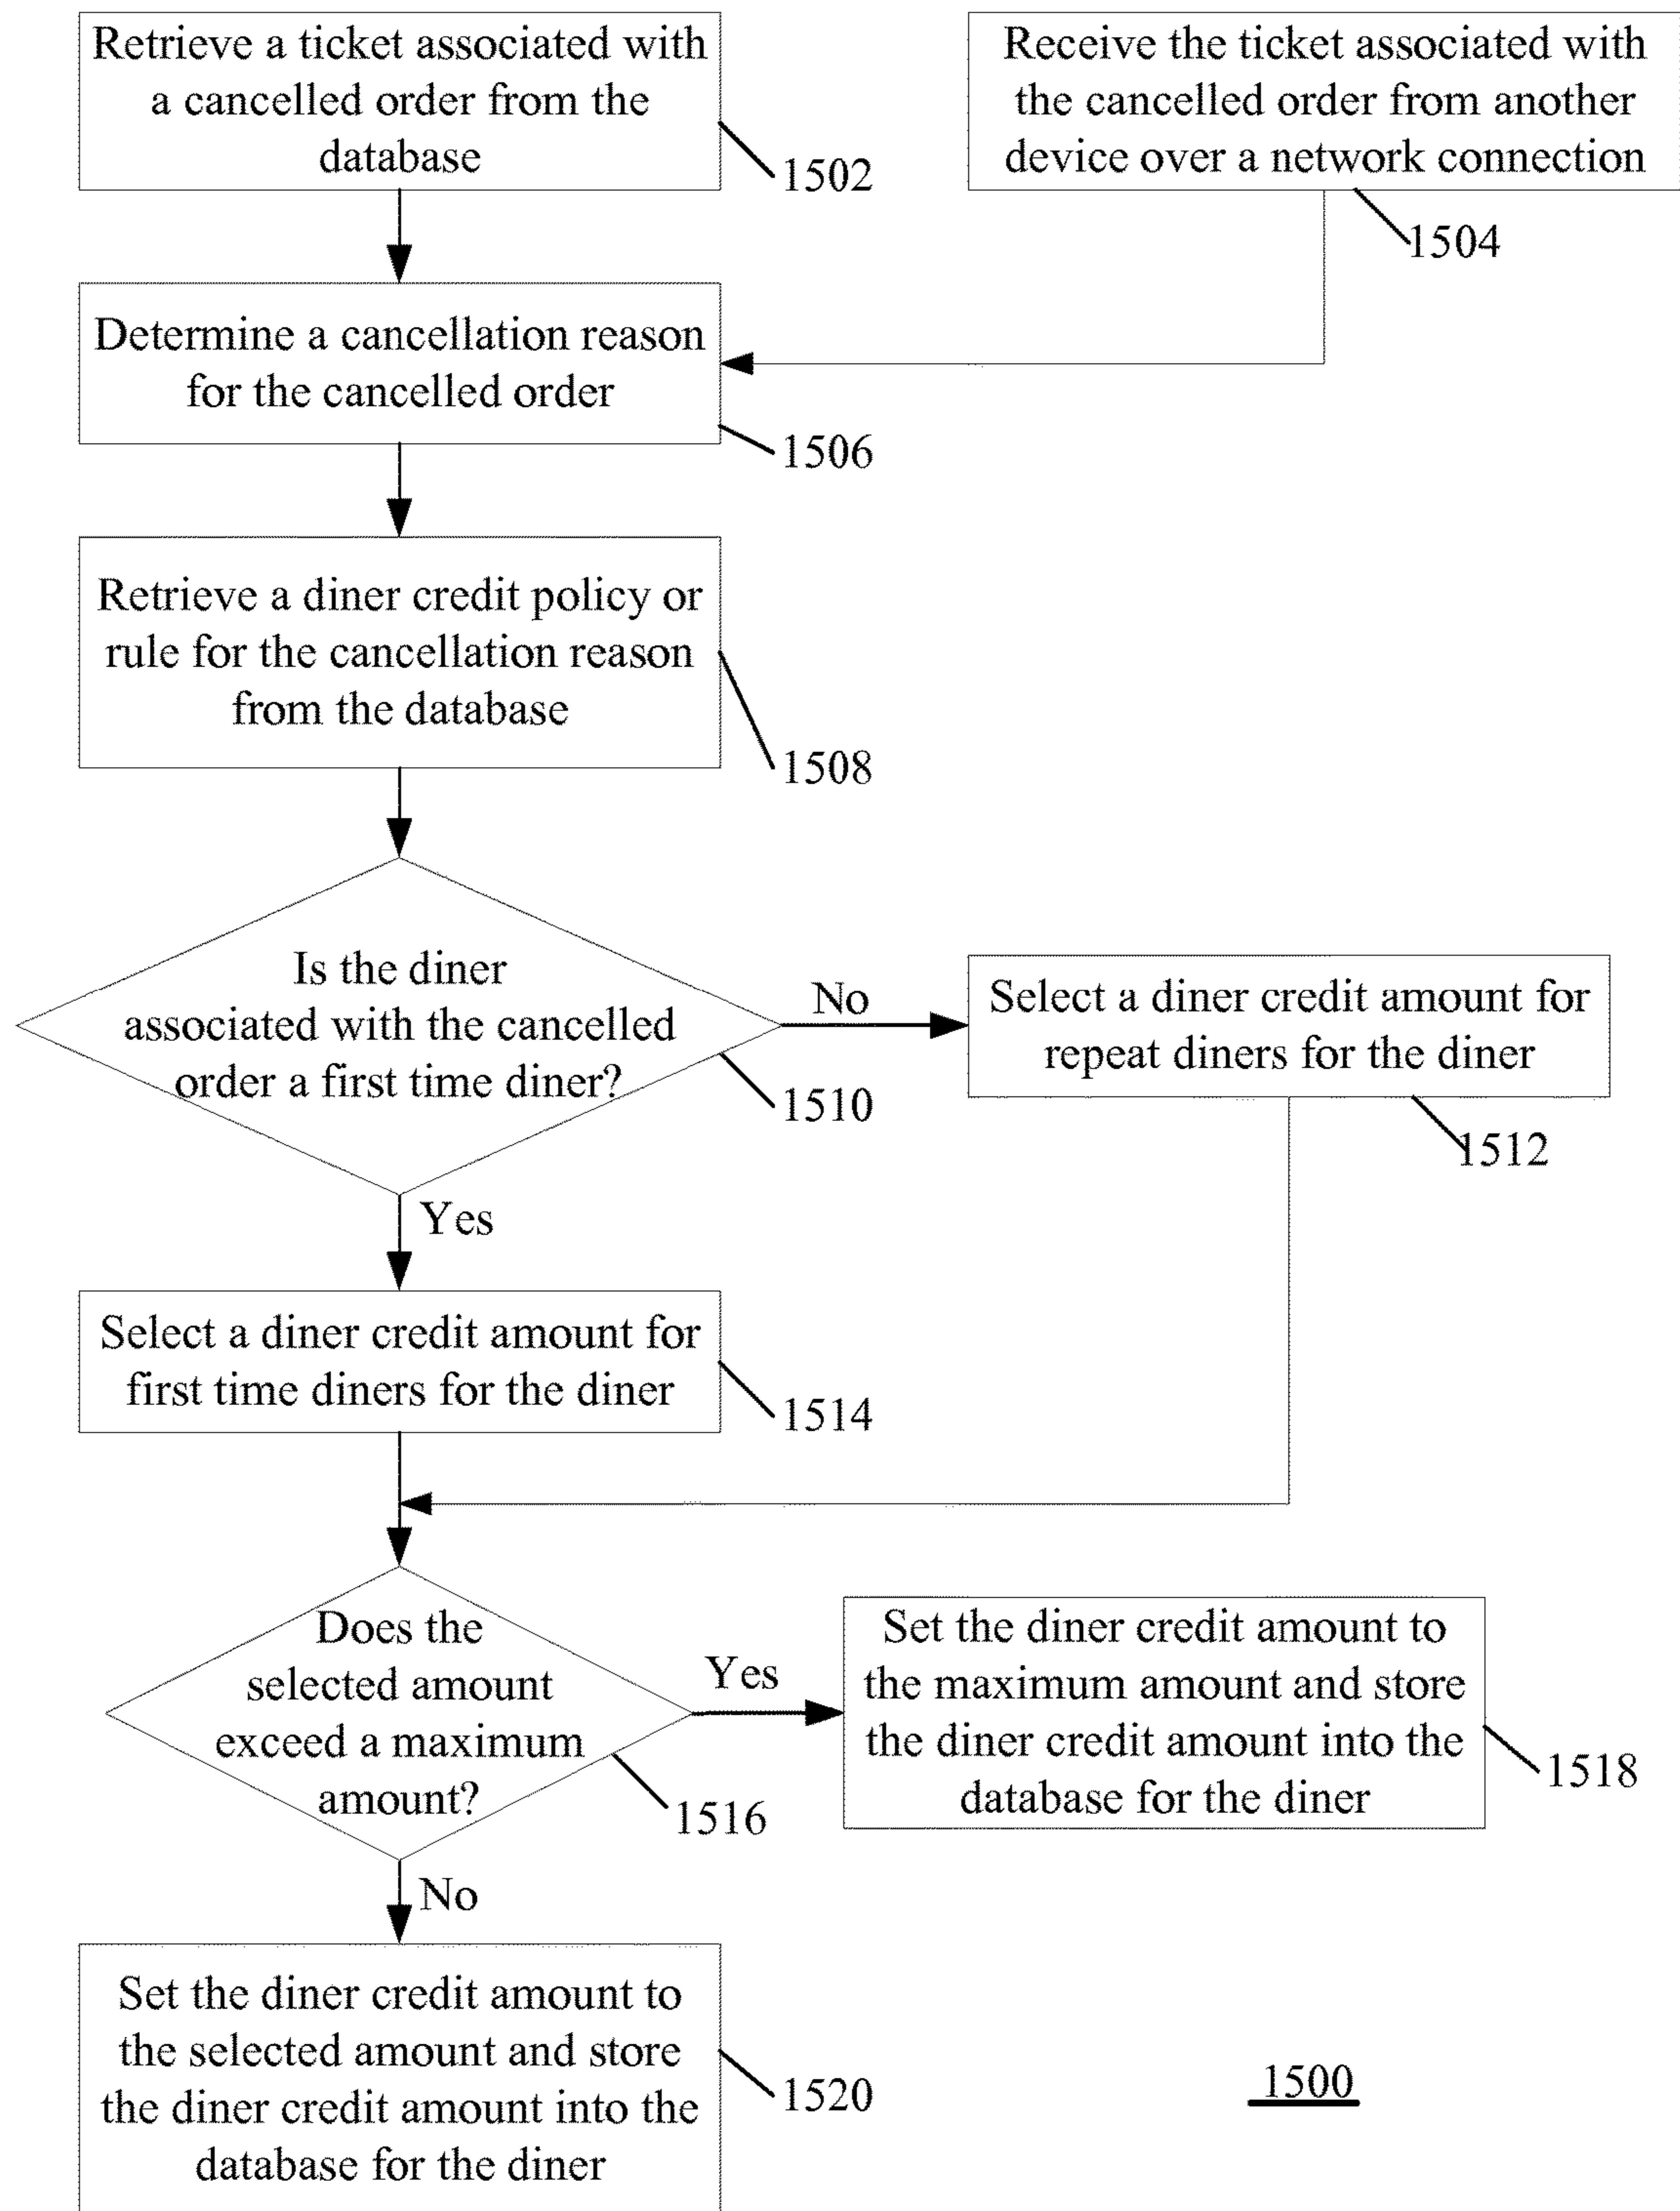 Retrieve a ticket associated with
a cancelled order from the
database
1502
Receive the ticket associated with
the cancelled order from another
device over a network connection
1504
Determine a cancellation reason
for the cancelled order
1506
Retrieve a diner credit policy or
rule for the cancellation reason
from the database
1508
Is the diner
associated with the cancelled
order a first time diner?
1510
No
Select a diner credit amount for
repeat diners for the diner
1512
Yes
Select a diner credit amount for
first time diners for the diner
1514
Does the
selected amount
exceed a maximum
amount?
1516
Yes
Set the diner credit amount to
the maximum amount and store
the diner credit amount into the
database for the diner
1518
No
Set the diner credit amount to
the selected amount and store
the diner credit amount into the
database for the diner
1520
1500